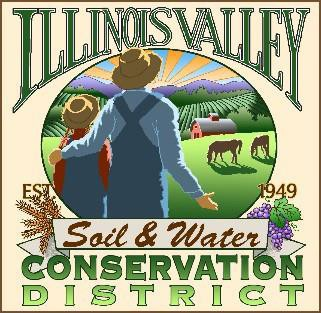 ILLINOIS VALLEY
EST 1949
Soil & Water
CONSERVATION
DISTRICT